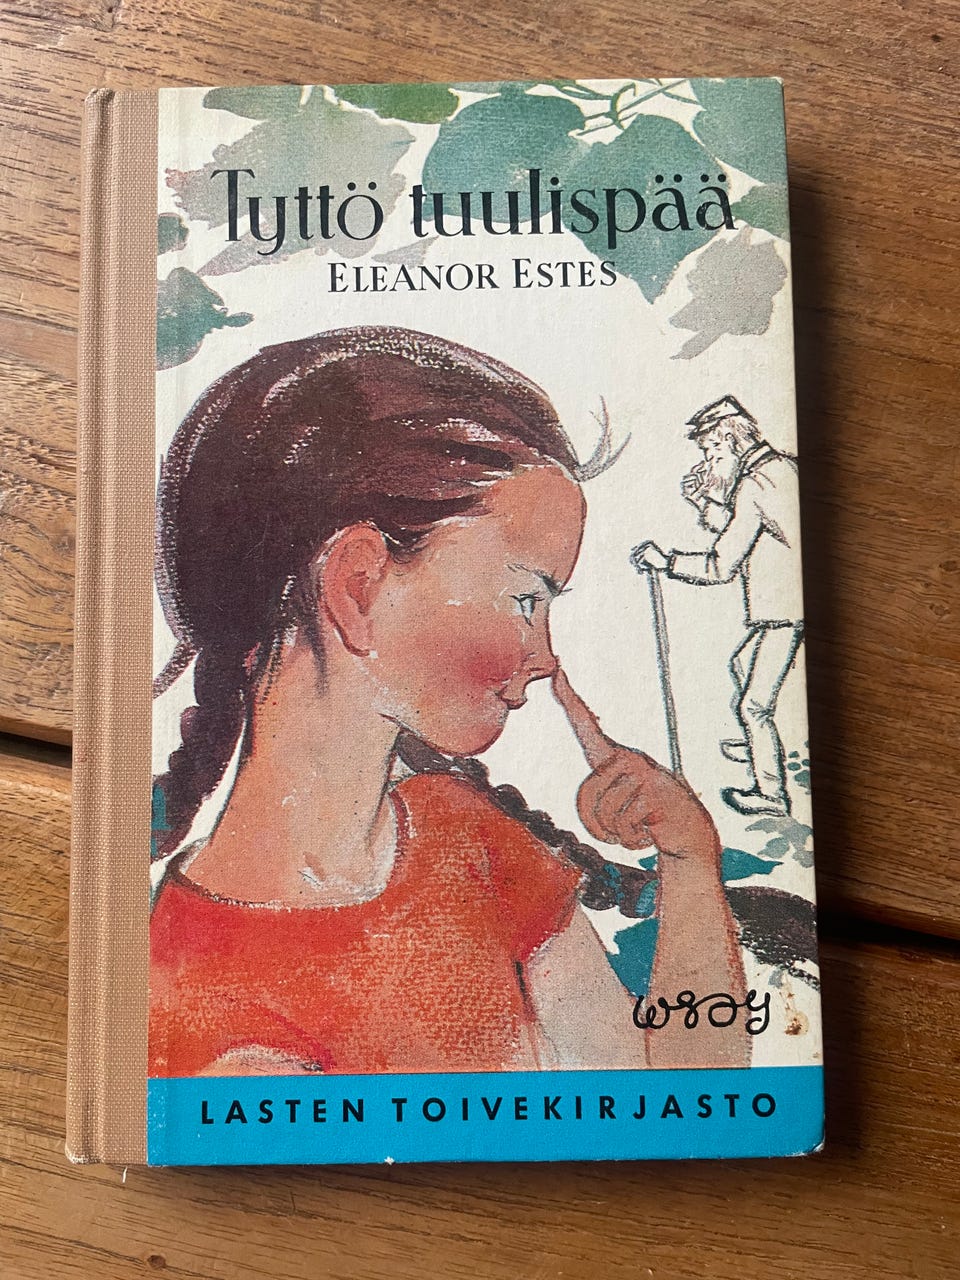 Tyttö tuulispää
ELEANOR ESTES
WSOY
LASTEN TOIVEKIRJASTO